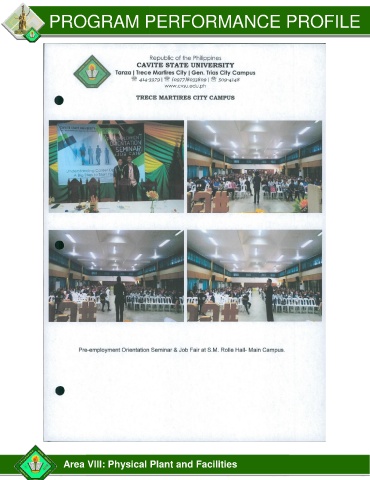 PROGRAM PERFORMANCE PROFILE
Republic of the Philippines
CAVITE STATE UNIVERSITY
Tanza | Trece Martires City | Gen. Trias City Campus
www.cvsu.edu.ph
TRECE MARTIRES CITY CAMPUS
ORIENTATION
SEMINAR
Pre-employment Orientation Seminar & Job Fair at S.M. Rolle Hall- Main Campus.
Area VIII: Physical Plant and Facilities